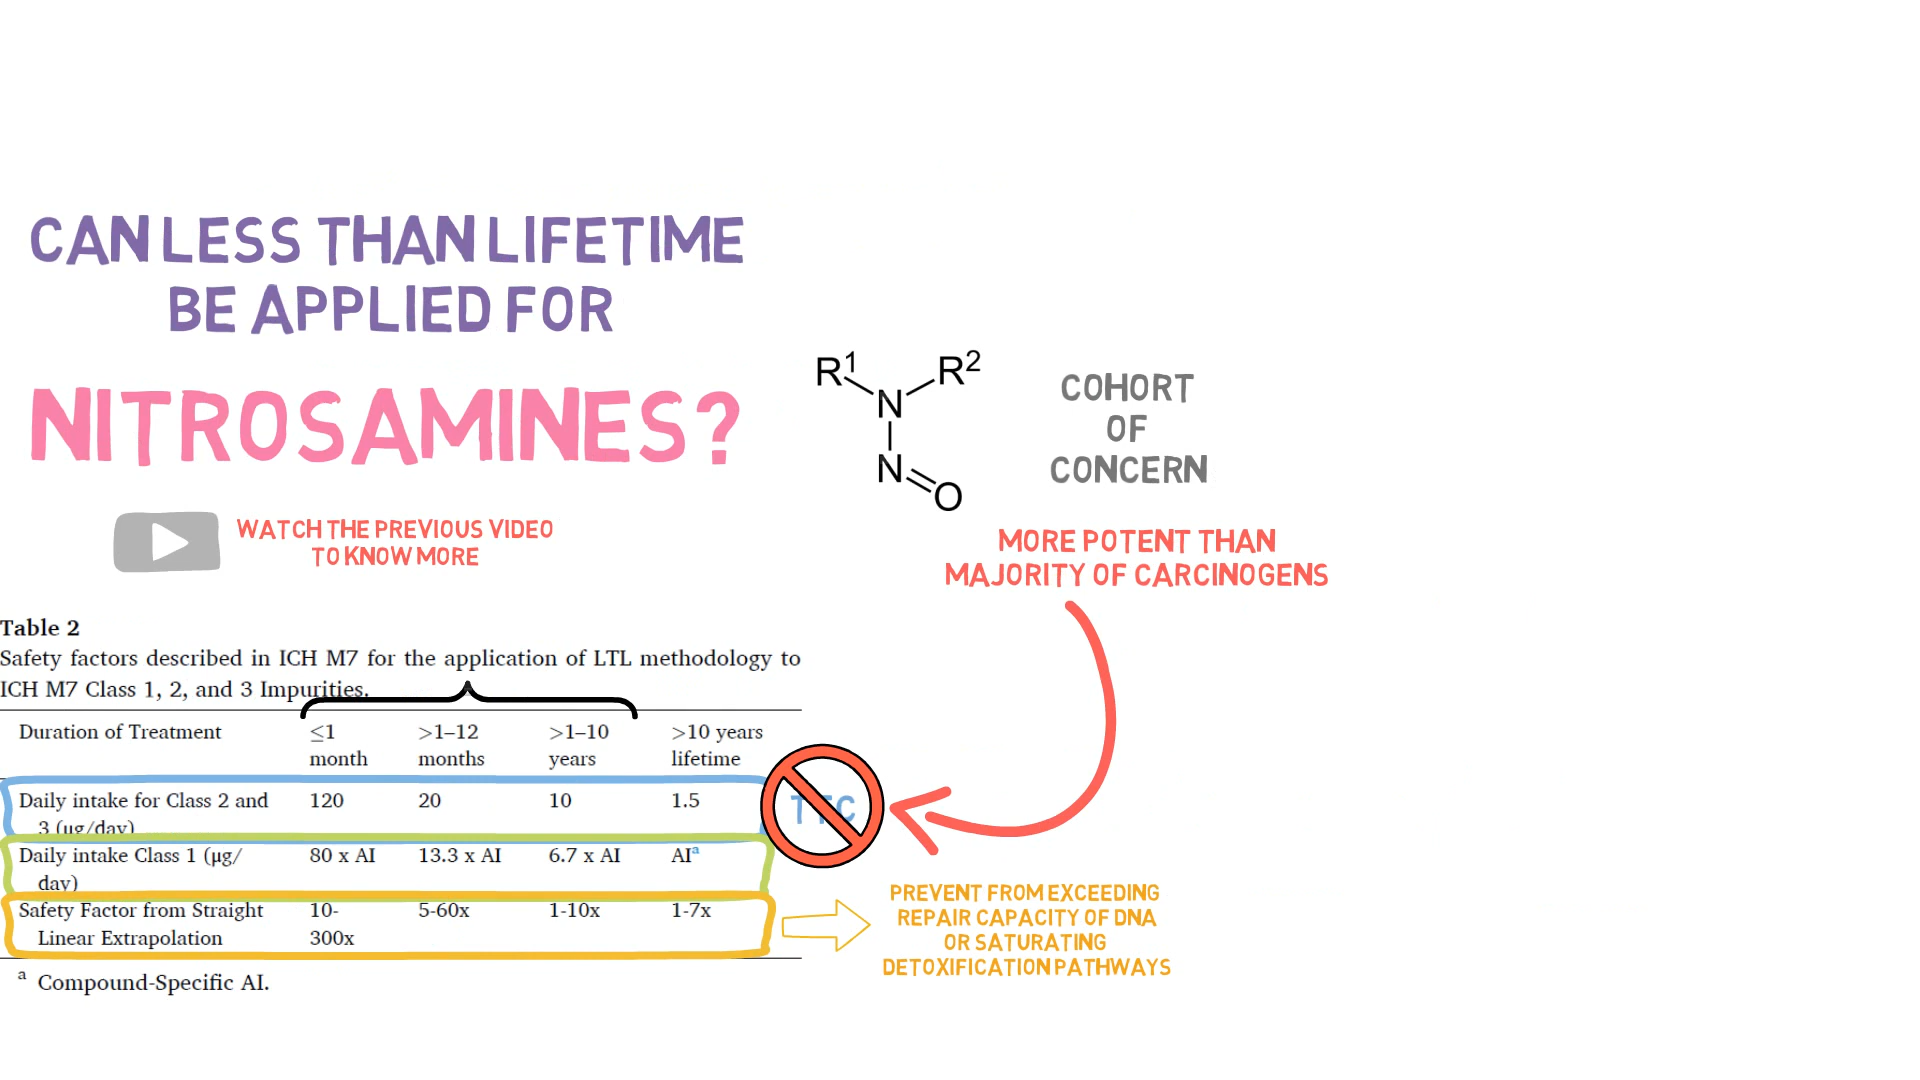 CAN LESS THAN LIFETIME
BE APPLIED FOR
NITROSAMINES?
WATCH THE PREVIOUS VIDEO
TO KNOW MORE
R1
R2
N
N
O
COHORT
OF
CONCERN
MORE POTENT THAN
MAJORITY OF CARCINOGENS
Table 2
Safety factors described in ICH M7 for the application of LTL methodology to
ICH M7 Class 1, 2, and 3 Impurities.
Duration of Treatment ≤1 month >1–12 months >1–10 years >10 years lifetime
Daily intake for Class 2 and 3 (μg/day) 120 20 10 1.5
Daily intake Class 1 (μg/day) 80 x AI 13.3 x AI 6.7 x AI AIa
Safety Factor from Straight Linear Extrapolation 10-300x 5-60x 1-10x 1-7x
a Compound-Specific AI.
TTC
PREVENT FROM EXCEEDING
REPAIR CAPACITY OF DNA
OR SATURATING
DETOXIFICATION PATHWAYS